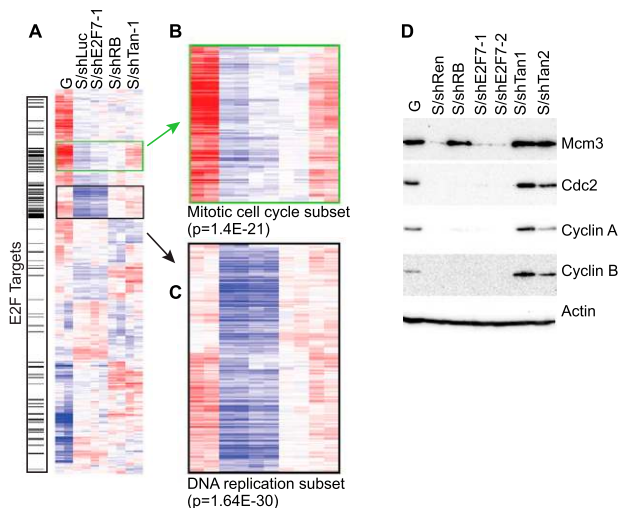 A
G
S/shLuc
S/shE2F7-1
S/shRB
S/shTan-1
E2F Targets
B
Mitotic cell cycle subset
(p=1.4E-21)
C
DNA replication subset
(p=1.64E-30)
D
G
S/shRen
S/shRB
S/shE2F7-1
S/shE2F7-2
S/shTan1
S/shTan2
Mcm3
Cdc2
Cyclin A
Cyclin B
Actin